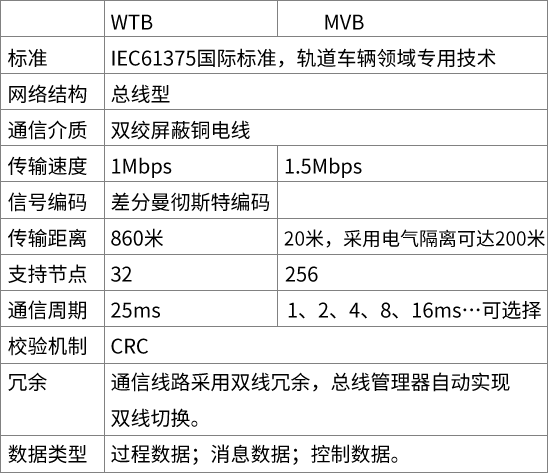 WTB MVB
标准 IEC61375国际标准，轨道车辆领域专用技术
网络结构 总线型
通信介质 双绞屏蔽铜电线
传输速度 1Mbps 1.5Mbps
信号编码 差分曼彻斯特编码
传输距离 860米 20米，采用电气隔离可达200米
支持节点 32 256
通信周期 25ms 1、2、4、8、16ms…可选择
校验机制 CRC
冗余 通信线路采用双线冗余，总线管理器自动实现
双线切换。
数据类型 过程数据；消息数据；控制数据。